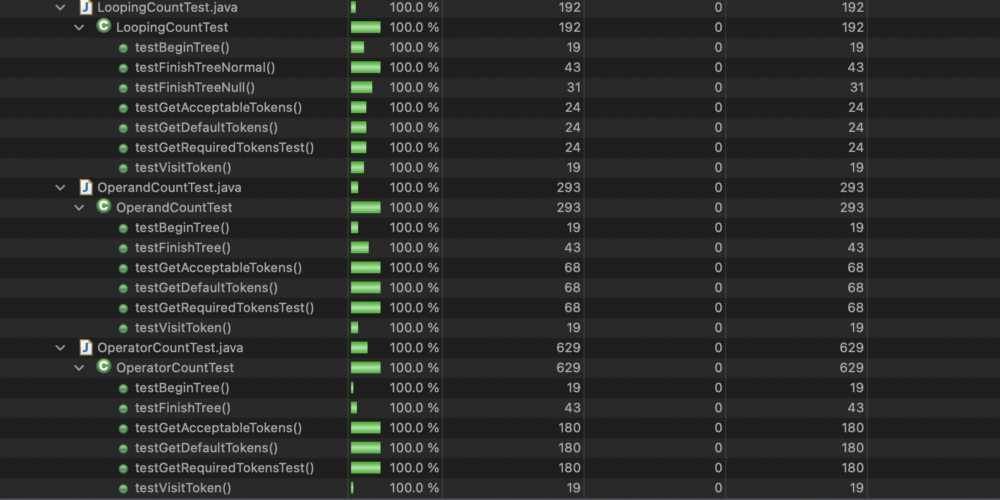 LoopingCountTest.java 100.0 % 192 0 192
LoopingCountTest 100.0 % 192 0 192
testBeginTree() 100.0 % 19 0 19
testFinishTreeNormal() 100.0 % 43 0 43
testFinishTreeNull() 100.0 % 31 0 31
testGetAcceptableTokens() 100.0 % 24 0 24
testGetDefaultTokens() 100.0 % 24 0 24
testGetRequiredTokensTest() 100.0 % 24 0 24
testVisitToken() 100.0 % 19 0 19
OperandCountTest.java 100.0 % 293 0 293
OperandCountTest 100.0 % 293 0 293
testBeginTree() 100.0 % 19 0 19
testFinishTree() 100.0 % 43 0 43
testGetAcceptableTokens() 100.0 % 68 0 68
testGetDefaultTokens() 100.0 % 68 0 68
testGetRequiredTokensTest() 100.0 % 68 0 68
testVisitToken() 100.0 % 19 0 19
OperatorCountTest.java 100.0 % 629 0 629
OperatorCountTest 100.0 % 629 0 629
testBeginTree() 100.0 % 19 0 19
testFinishTree() 100.0 % 43 0 43
testGetAcceptableTokens() 100.0 % 180 0 180
testGetDefaultTokens() 100.0 % 180 0 180
testGetRequiredTokensTest() 100.0 % 180 0 180
testVisitToken() 100.0 % 19 0 19